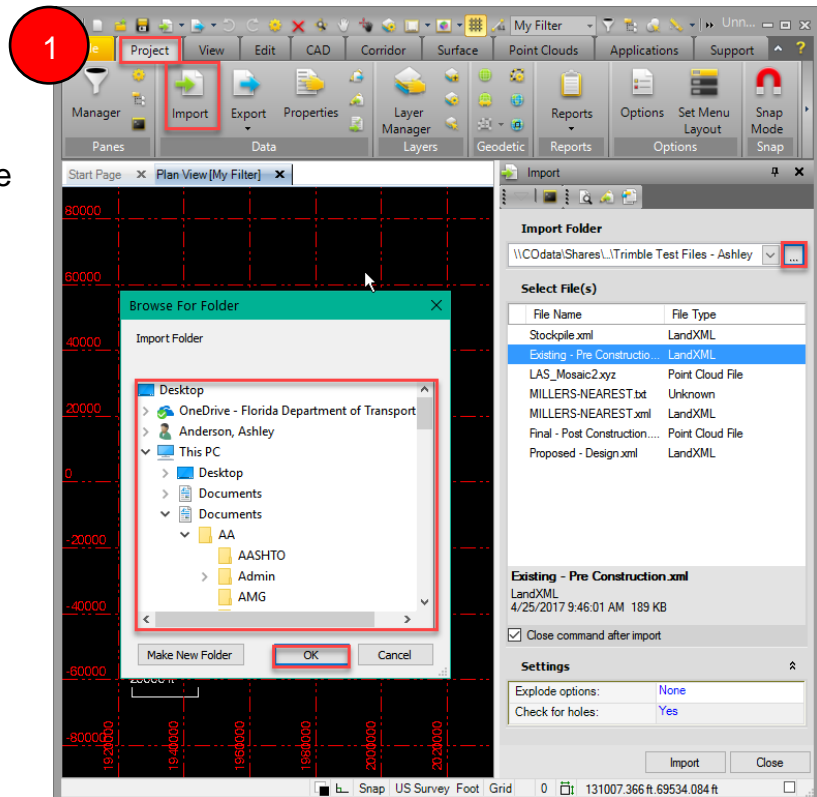 1
My Filter
Unn...
Project View Edit CAD Corridor Surface Point Clouds Applications Support
Manager Import Export Properties Layer Manager Reports Options Set Menu Layout Snap Mode
Panes Data Layers Geodetic Reports Options Snap
e
Start Page Plan View [My Filter]
Import
Import Folder
\\COdata\Shares\...\Trimble Test Files - Ashley
...
Select File(s)
File Name File Type
Stockpile.xml LandXML
Existing - Pre Constructio... LandXML
LAS_Mosaic2.xyz Point Cloud File
MILLERS-NEAREST.txt Unknown
MILLERS-NEAREST.xml LandXML
Final - Post Construction.... Point Cloud File
Proposed - Design.xml LandXML
Existing - Pre Construction.xml
LandXML
4/25/2017 9:46:01 AM 189 KB
Close command after import
Settings
Explode options: None
Check for holes: Yes
Import Close
80000
60000
40000
20000
0
-20000
-40000
-60000
-80000
Browse For Folder
Import Folder
Desktop
OneDrive - Florida Department of Transport
Anderson, Ashley
This PC
Desktop
Documents
Documents
AA
AASHTO
Admin
AMG
Make New Folder OK Cancel
20000 ft
1920000 1940000 1960000 1980000 2000000 2020000
Snap US Survey Foot Grid 0 131007.366 ft,69534.084 ft